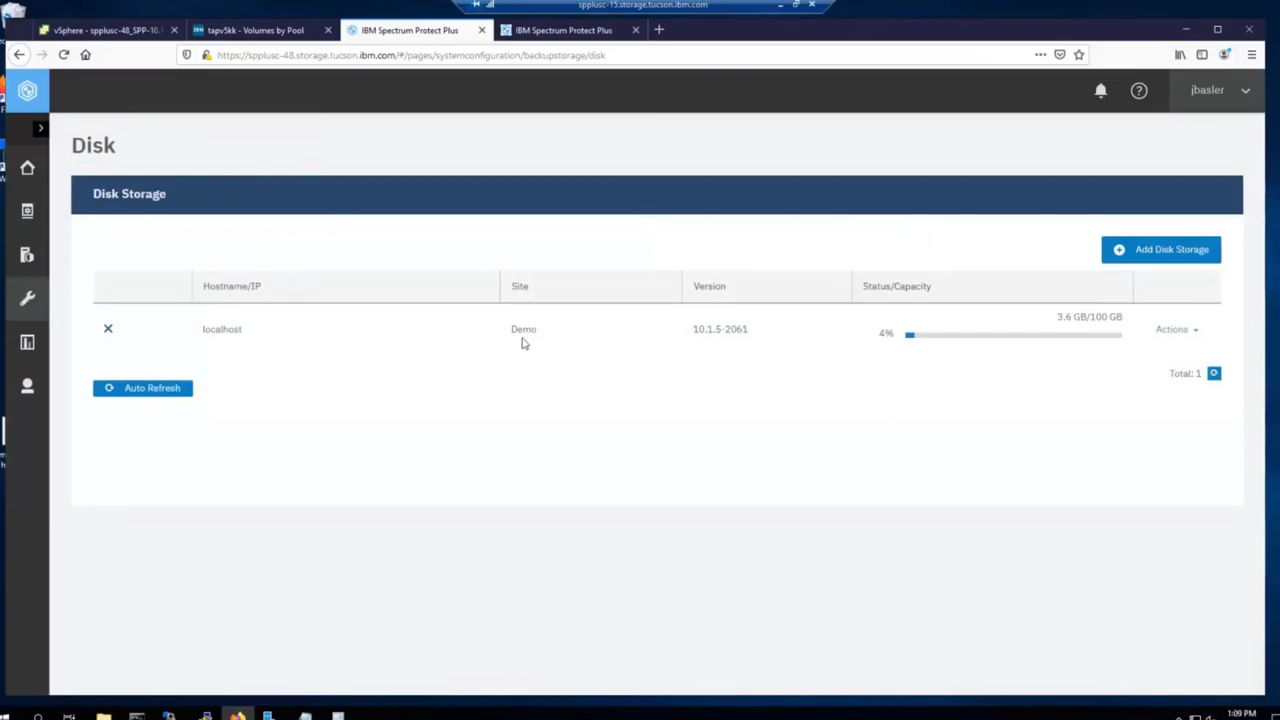 spplusc-15.storage.tucson.ibm.com
vSphere - spplusc-48_SPP-10.1
tapv5kk - Volumes by Pool
IBM Spectrum Protect Plus
IBM Spectrum Protect Plus
https://spplusc-48.storage.tucson.ibm.com/#/pages/systemconfiguration/backupstorage/disk
jbasler
Disk
Disk Storage
Add Disk Storage
Hostname/IP Site Version Status/Capacity
localhost Demo 10.1.5-2061 4% 3.6 GB/100 GB Actions
Total: 1
Auto Refresh
1:09 PM